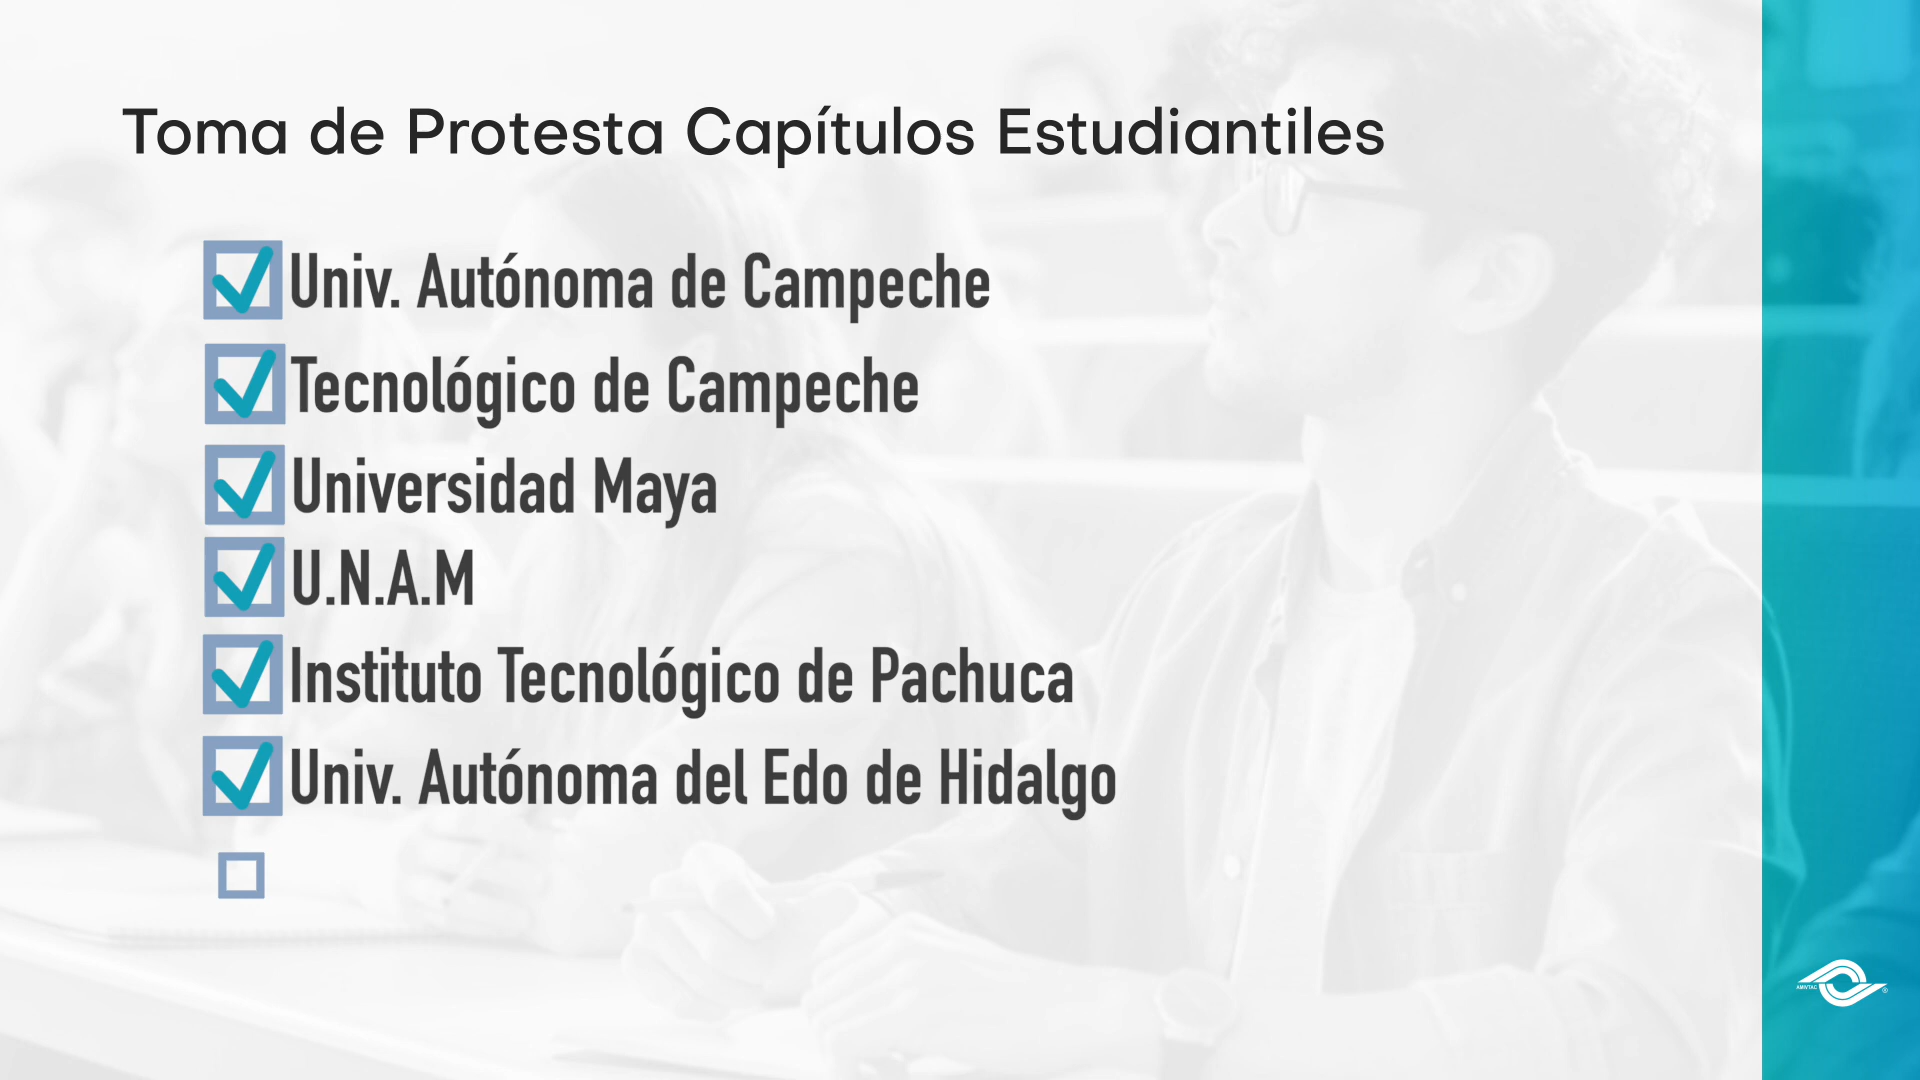 Toma de Protesta Capítulos Estudiantiles
Univ. Autónoma de Campeche
Tecnológico de Campeche
Universidad Maya
U.N.A.M
Instituto Tecnológico de Pachuca
Univ. Autónoma del Edo de Hidalgo
AMIVTAC
®